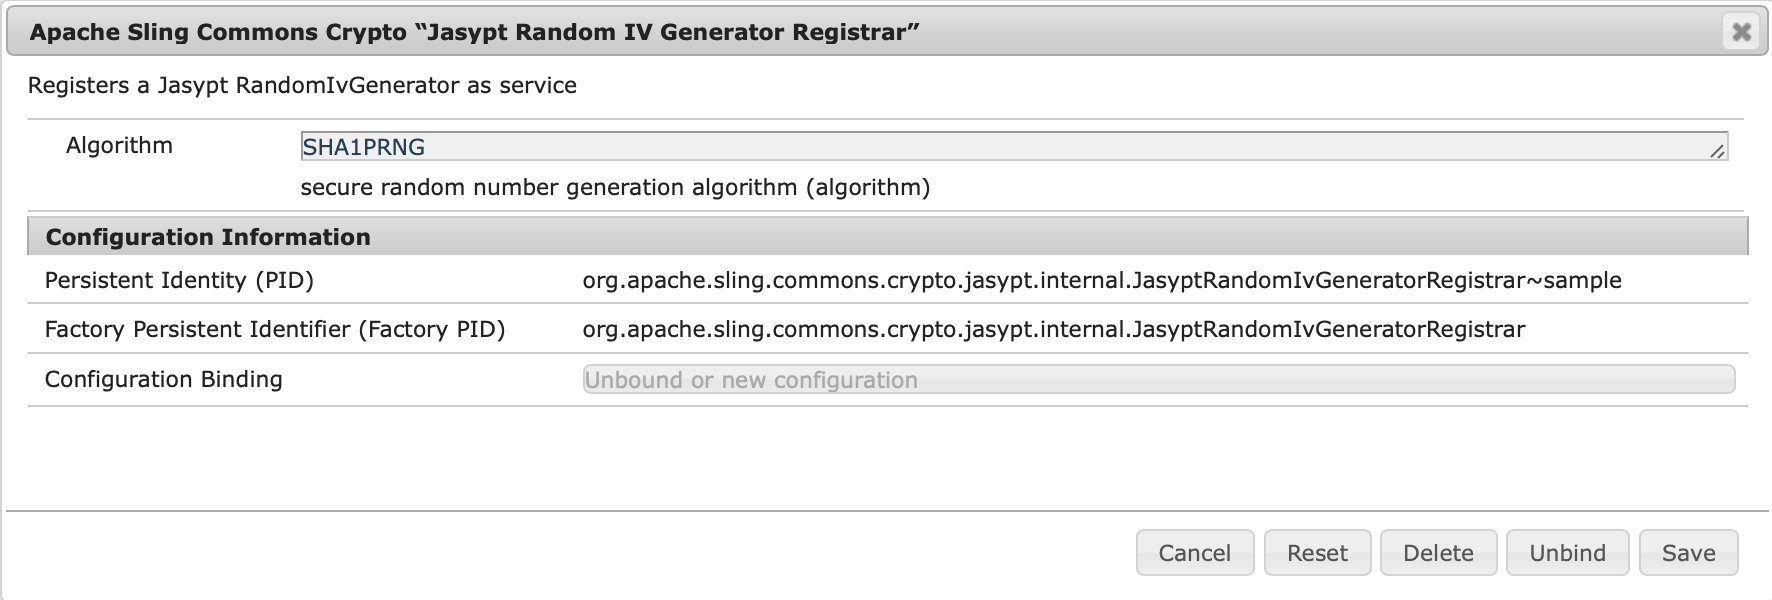 Apache Sling Commons Crypto “Jasypt Random IV Generator Registrar”
Registers a Jasypt RandomIvGenerator as service
Algorithm SHA1PRNG
secure random number generation algorithm (algorithm)
Configuration Information
Persistent Identity (PID) org.apache.sling.commons.crypto.jasypt.internal.JasyptRandomIvGeneratorRegistrar~sample
Factory Persistent Identifier (Factory PID) org.apache.sling.commons.crypto.jasypt.internal.JasyptRandomIvGeneratorRegistrar
Configuration Binding Unbound or new configuration
Cancel Reset Delete Unbind Save